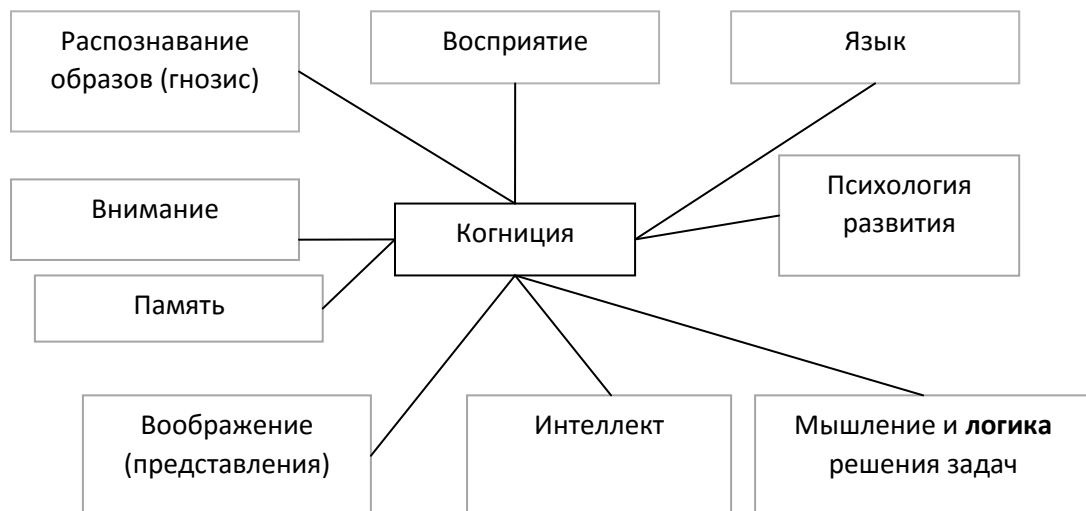 Распознавание
образов (гнозис)
Восприятие
Язык
Внимание
Когниция
Психология
развития
Память
Воображение
(представления)
Интеллект
Мышление и логика
решения задач